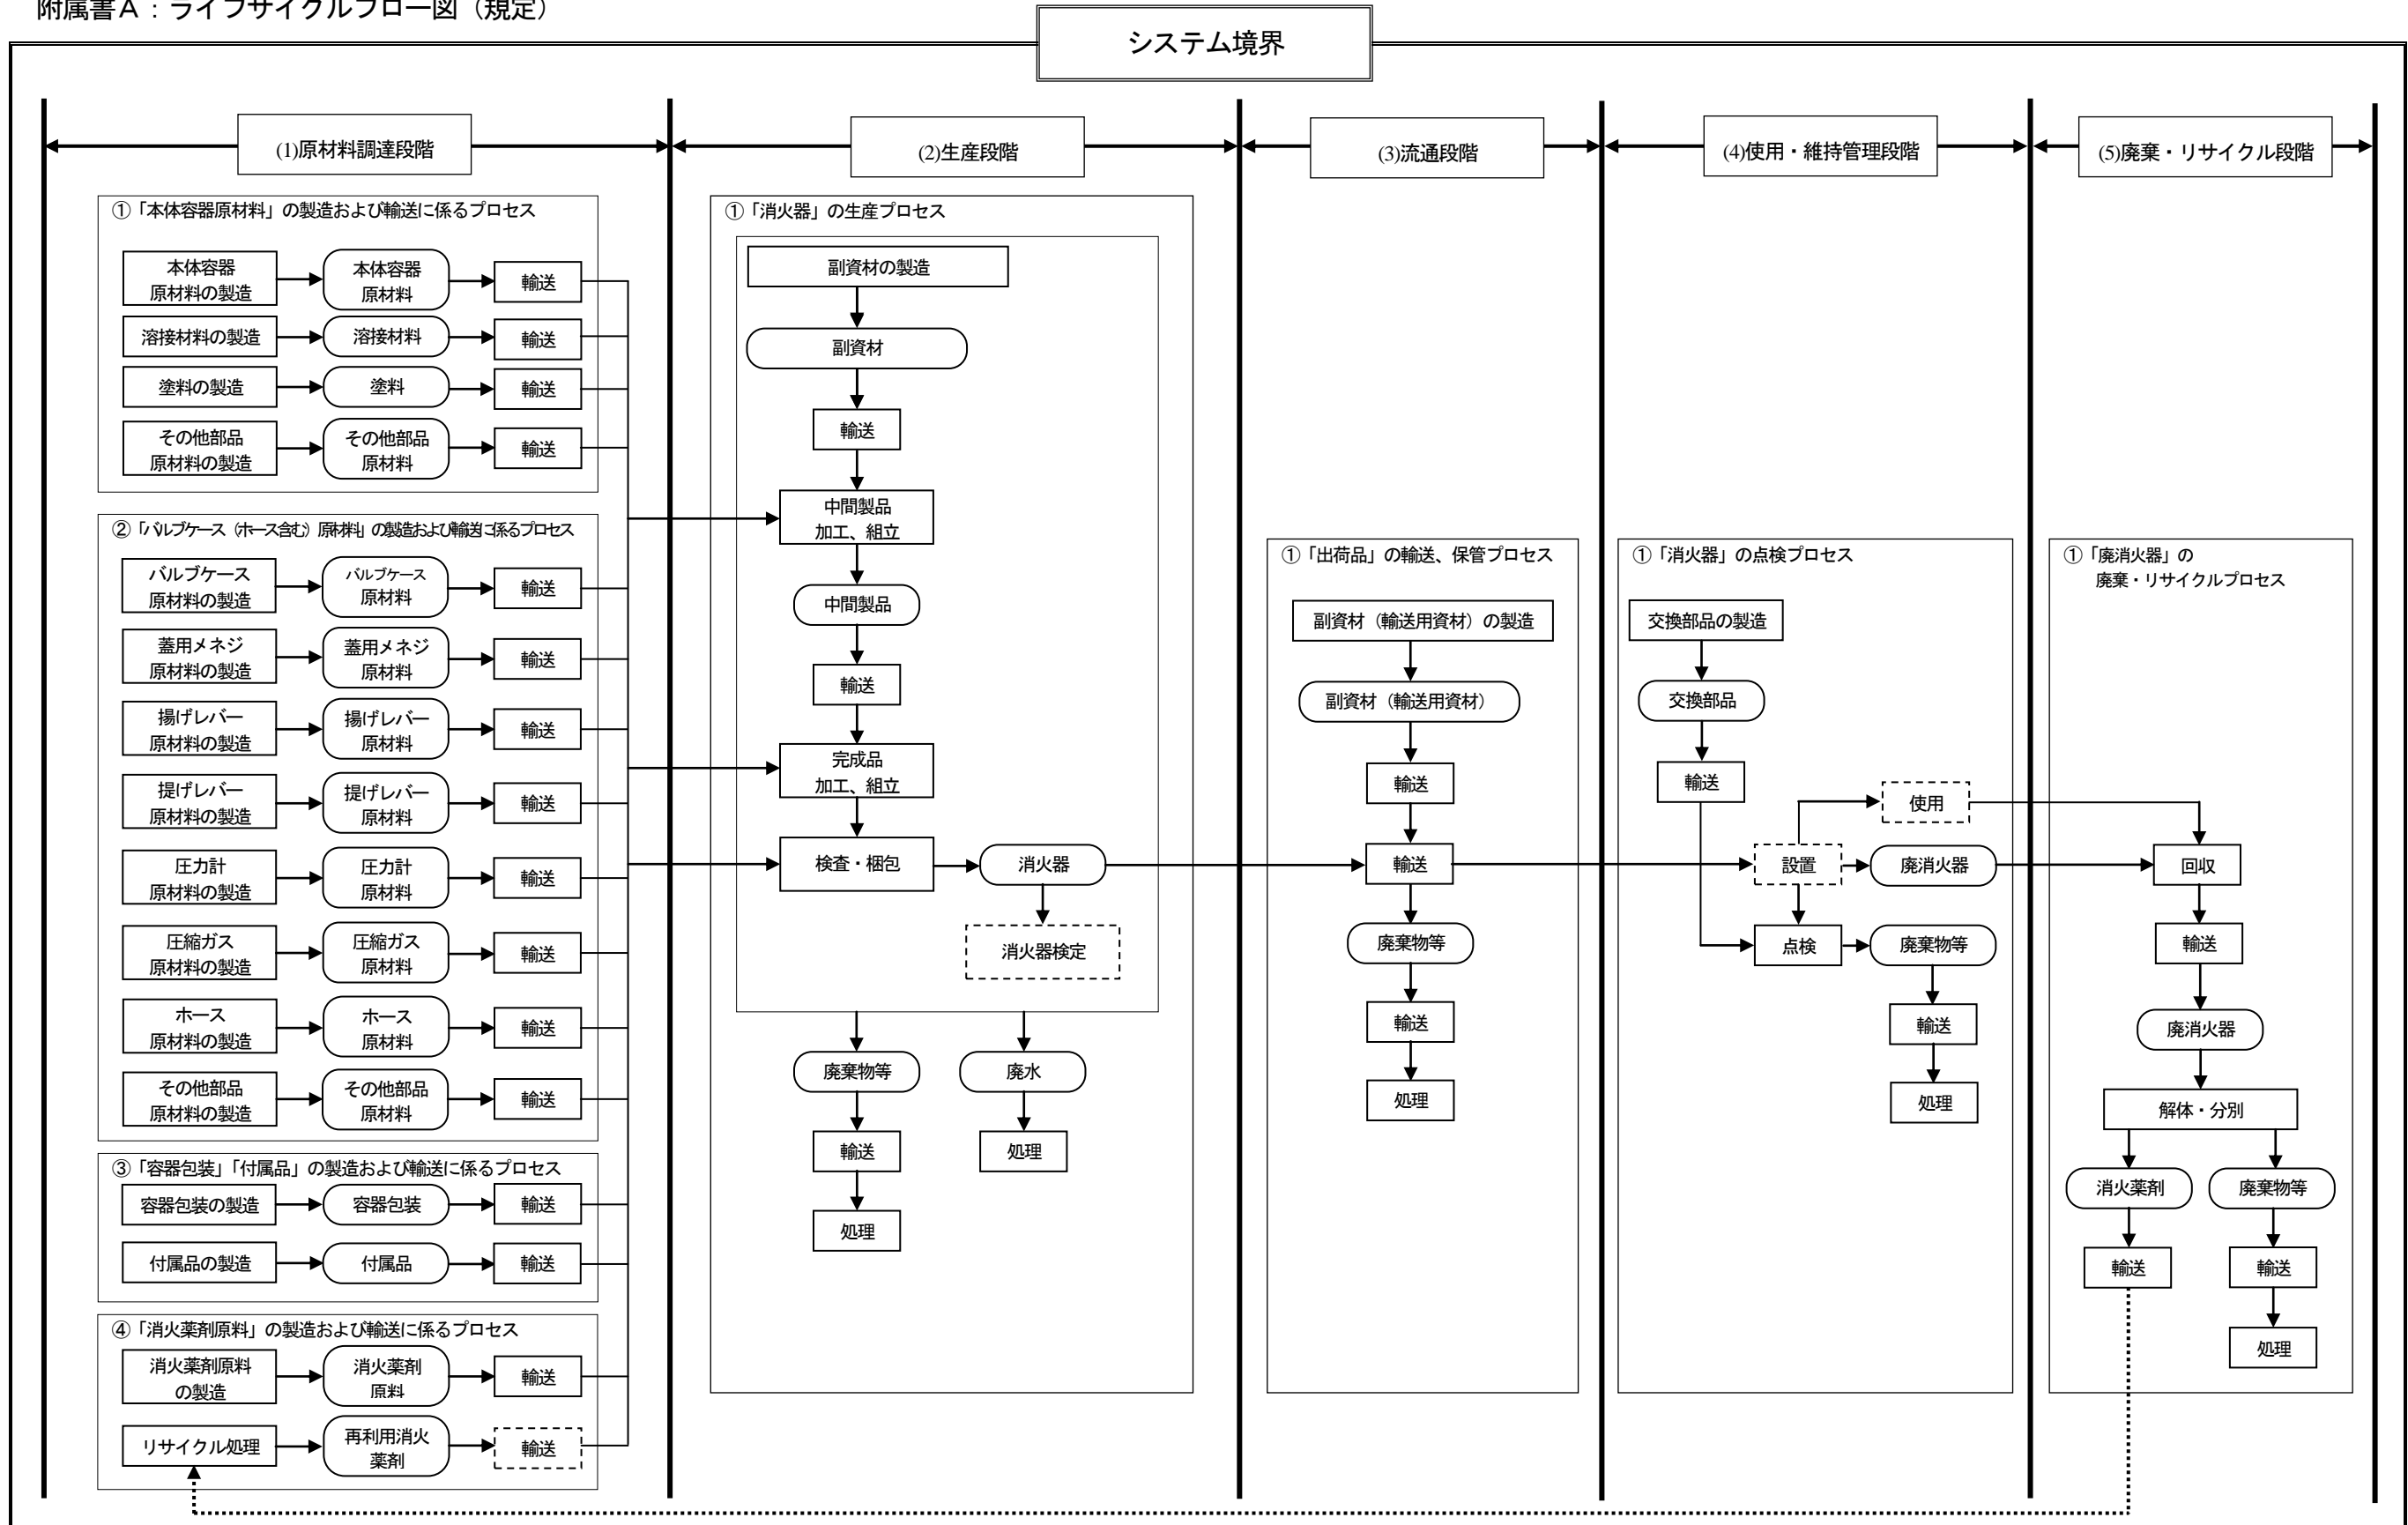 附属書A：ライフサイクルフロー図（規定）
システム境界
(1)原材料調達段階
(2)生産段階
(3)流通段階
(4)使用・維持管理段階
(5)廃棄・リサイクル段階
①「本体容器原材料」の製造および輸送に係るプロセス
本体容器
原材料の製造
本体容器
原材料
輸送
溶接材料の製造
溶接材料
輸送
塗料の製造
塗料
輸送
その他部品
原材料の製造
その他部品
原材料
輸送
②「バルブケース（ホース含む）原材料」の製造および輸送に係るプロセス
バルブケース
原材料の製造
バルブケース
原材料
輸送
蓋用メネジ
原材料の製造
蓋用メネジ
原材料
輸送
揚げレバー
原材料の製造
揚げレバー
原材料
輸送
提げレバー
原材料の製造
提げレバー
原材料
輸送
圧力計
原材料の製造
圧力計
原材料
輸送
圧縮ガス
原材料の製造
圧縮ガス
原材料
輸送
ホース
原材料の製造
ホース
原材料
輸送
その他部品
原材料の製造
その他部品
原材料
輸送
③「容器包装」「付属品」の製造および輸送に係るプロセス
容器包装の製造
容器包装
輸送
付属品の製造
付属品
輸送
④「消火薬剤原料」の製造および輸送に係るプロセス
消火薬剤原料
の製造
消火薬剤
原料
輸送
リサイクル処理
再利用消火
薬剤
輸送
①「消火器」の生産プロセス
副資材の製造
副資材
輸送
中間製品
加工、組立
中間製品
輸送
完成品
加工、組立
検査・梱包
消火器
消火器検定
廃棄物等
廃水
輸送
処理
処理
①「出荷品」の輸送、保管プロセス
副資材（輸送用資材）の製造
副資材（輸送用資材）
輸送
輸送
廃棄物等
輸送
処理
①「消火器」の点検プロセス
交換部品の製造
交換部品
輸送
使用
設置
廃消火器
点検
廃棄物等
輸送
処理
①「廃消火器」の
廃棄・リサイクルプロセス
回収
輸送
廃消火器
解体・分別
消火薬剤
廃棄物等
輸送
輸送
処理